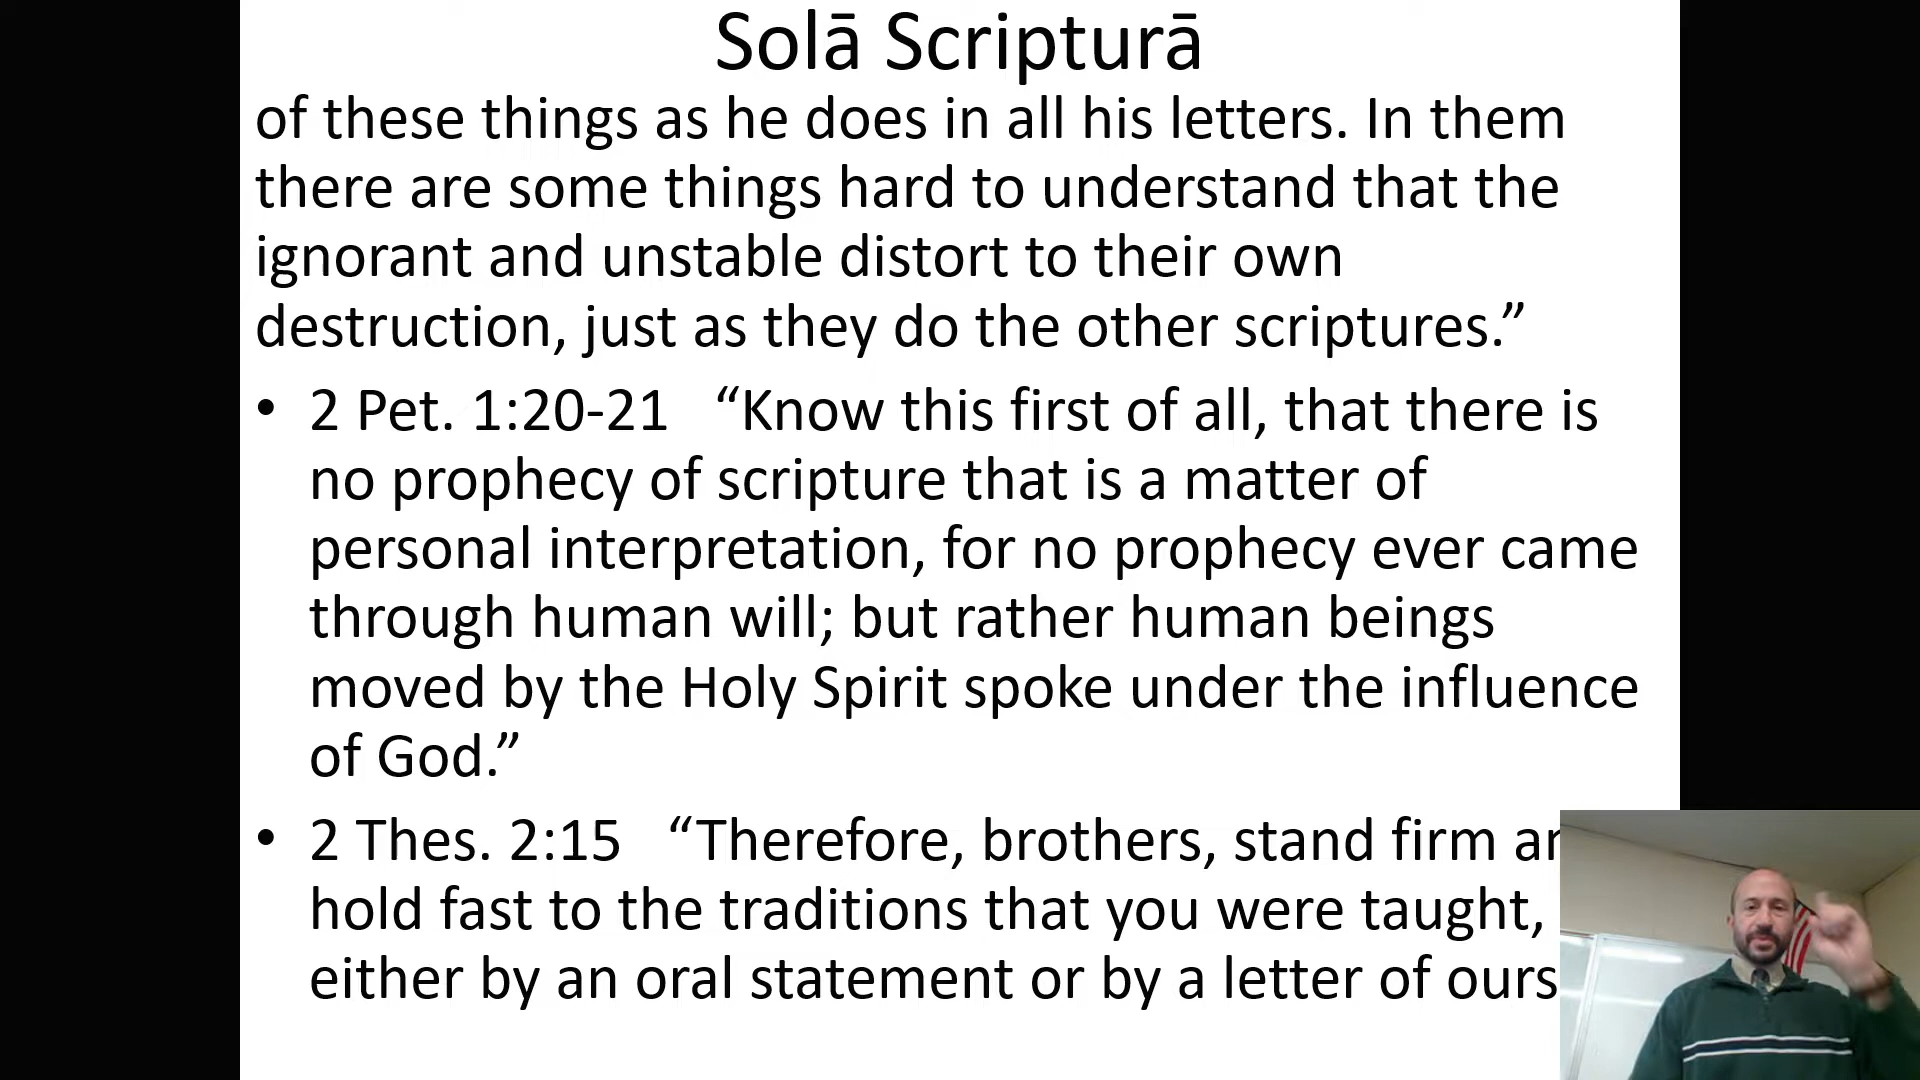 Solā Scripturā
of these things as he does in all his letters. In them
there are some things hard to understand that the
ignorant and unstable distort to their own
destruction, just as they do the other scriptures.”
• 2 Pet. 1:20-21 “Know this first of all, that there is
no prophecy of scripture that is a matter of
personal interpretation, for no prophecy ever came
through human will; but rather human beings
moved by the Holy Spirit spoke under the influence
of God.”
• 2 Thes. 2:15 “Therefore, brothers, stand firm
hold fast to the traditions that you were taught,
either by an oral statement or by a letter of ours